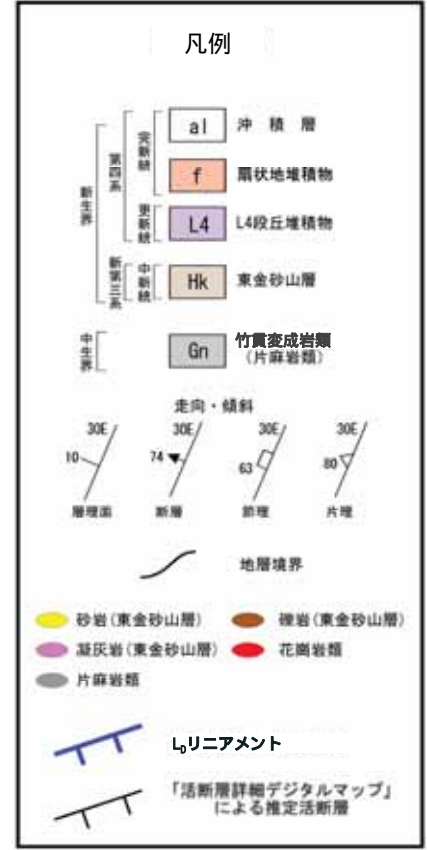 凡例
新生界
第四系
完新統
al 沖積層
f 扇状地堆積物
更新統
L4 L4段丘堆積物
新第三系
中新統
Hk 東金砂山層
中生界
Gn 竹貫変成岩類
(片麻岩類)
走向・傾斜
30E 30E 30E 30E
10 74 63 80
層理面 断層 節理 片理
地層境界
砂岩(東金砂山層) 礫岩(東金砂山層)
凝灰岩(東金砂山層) 花崗岩類
片麻岩類
LDリニアメント
「活断層詳細デジタルマップ」
による推定活断層